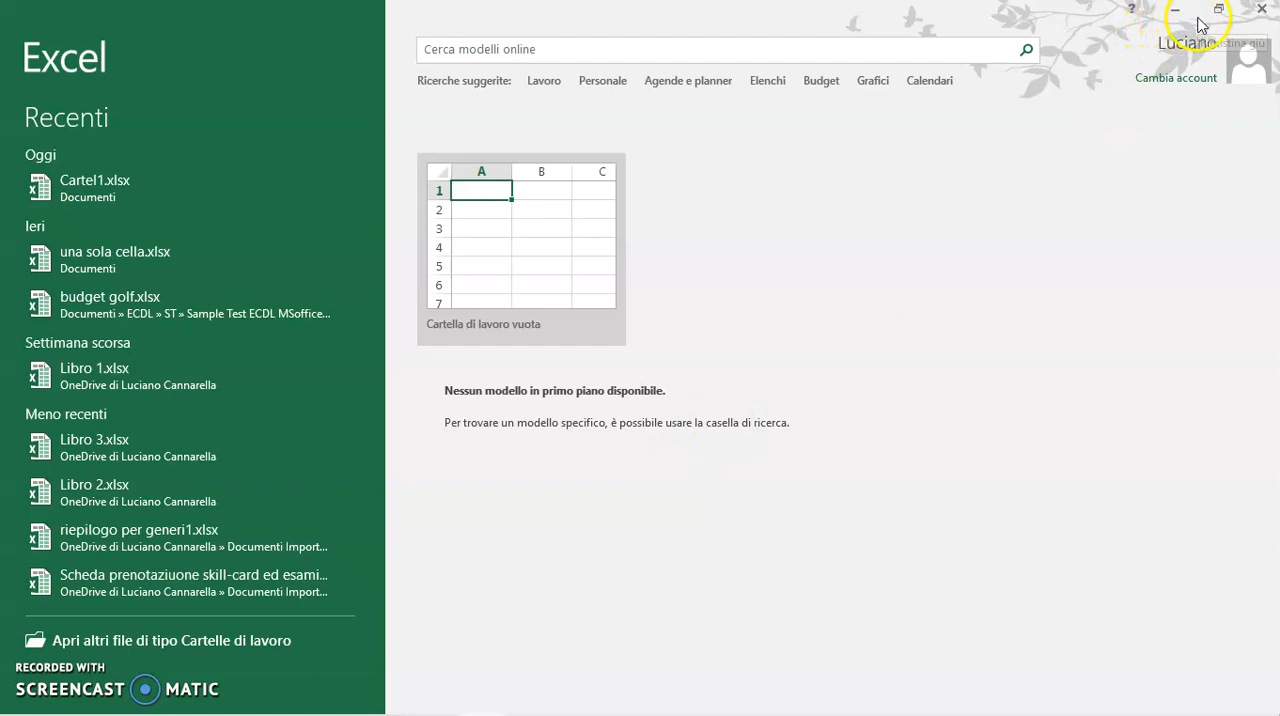 Excel
Recenti
Oggi
Cartel1.xlsx
Documenti
Ieri
una sola cella.xlsx
Documenti
budget golf.xlsx
Documenti » ECDL » ST » Sample Test ECDL MSoffice...
Settimana scorsa
Libro 1.xlsx
OneDrive di Luciano Cannarella
Meno recenti
Libro 3.xlsx
OneDrive di Luciano Cannarella
Libro 2.xlsx
OneDrive di Luciano Cannarella
riepilogo per generi1.xlsx
OneDrive di Luciano Cannarella » Documenti Import...
Scheda prenotaziuone skill-card ed esami...
OneDrive di Luciano Cannarella » Documenti Import...
Apri altri file di tipo Cartelle di lavoro
RECORDED WITH
SCREENCAST MATIC
Cerca modelli online
Ricerche suggerite: Lavoro Personale Agende e planner Elenchi Budget Grafici Calendari
Luciano
Cambia account
A B C
1
2
3
4
5
6
7
Cartella di lavoro vuota
Nessun modello in primo piano disponibile.
Per trovare un modello specifico, è possibile usare la casella di ricerca.